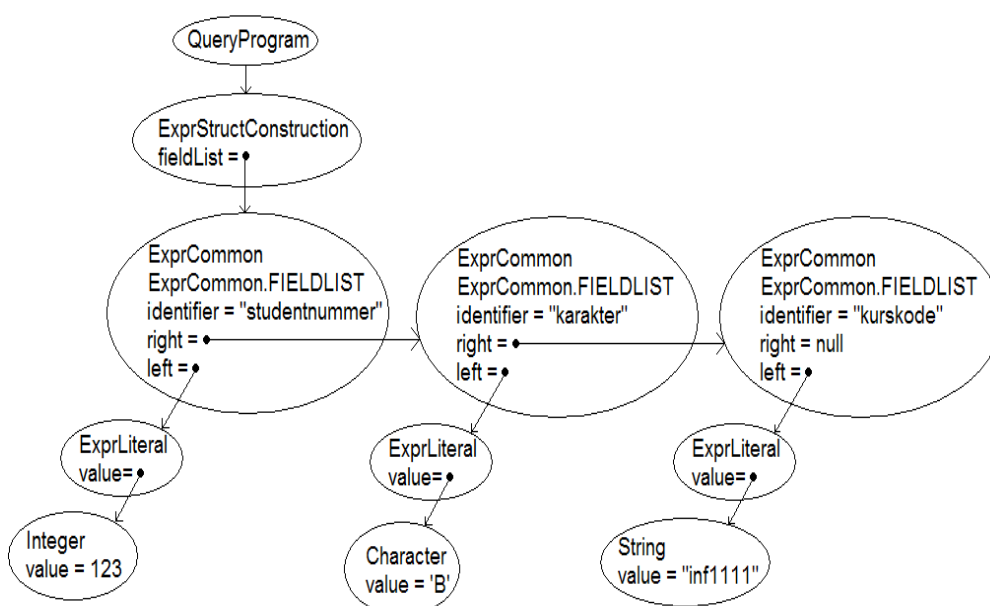 QueryProgram
ExprStructConstruction
fieldList =
ExprCommon
ExprCommon.FIELDLIST
identifier = "studentnummer"
right =
left =
ExprCommon
ExprCommon.FIELDLIST
identifier = "karakter"
right =
left =
ExprCommon
ExprCommon.FIELDLIST
identifier = "kurskode"
right = null
left =
ExprLiteral
value=
ExprLiteral
value=
ExprLiteral
value=
Integer
value = 123
Character
value = 'B'
String
value = "inf1111"